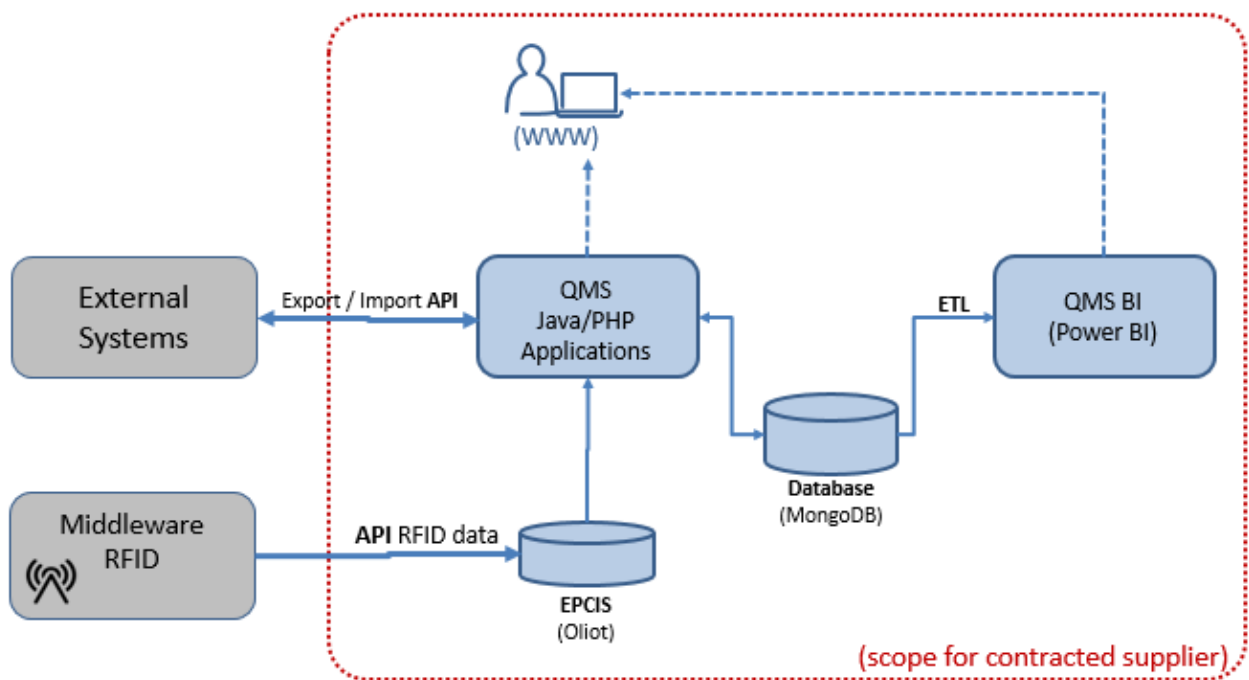 (WWW)
External
Systems
Export / Import API
QMS
Java/PHP
Applications
ETL
QMS BI
(Power BI)
Database
(MongoDB)
Middleware
RFID
API RFID data
EPCIS
(Oliot)
(scope for contracted supplier)